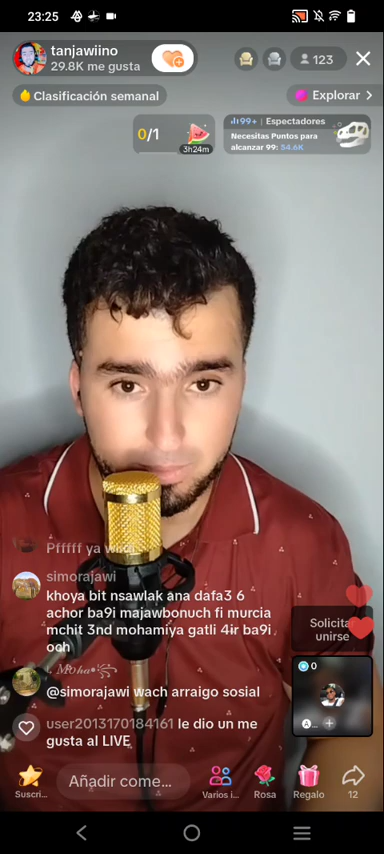 23:25
tanjawiino
29.8K me gusta
123
Clasificación semanal
Explorar
0/1
3h24m
99+ | Espectadores
Necesitas Puntos para
alcanzar 99: 54.6K
Pfffff ya
simorajawi
khoya bit nsawlak ana dafa3 6
achor ba9i majawbonuch fi murcia
mchit 3nd mohamiya gatli 4ir ba9i
och
Moha
@simorajawi wach arraigo sosial
user2013170184161 le dio un me
gusta al LIVE
Solicitar
unirse
0
A...
Suscri...
Añadir come...
Varios i...
Rosa
Regalo
12